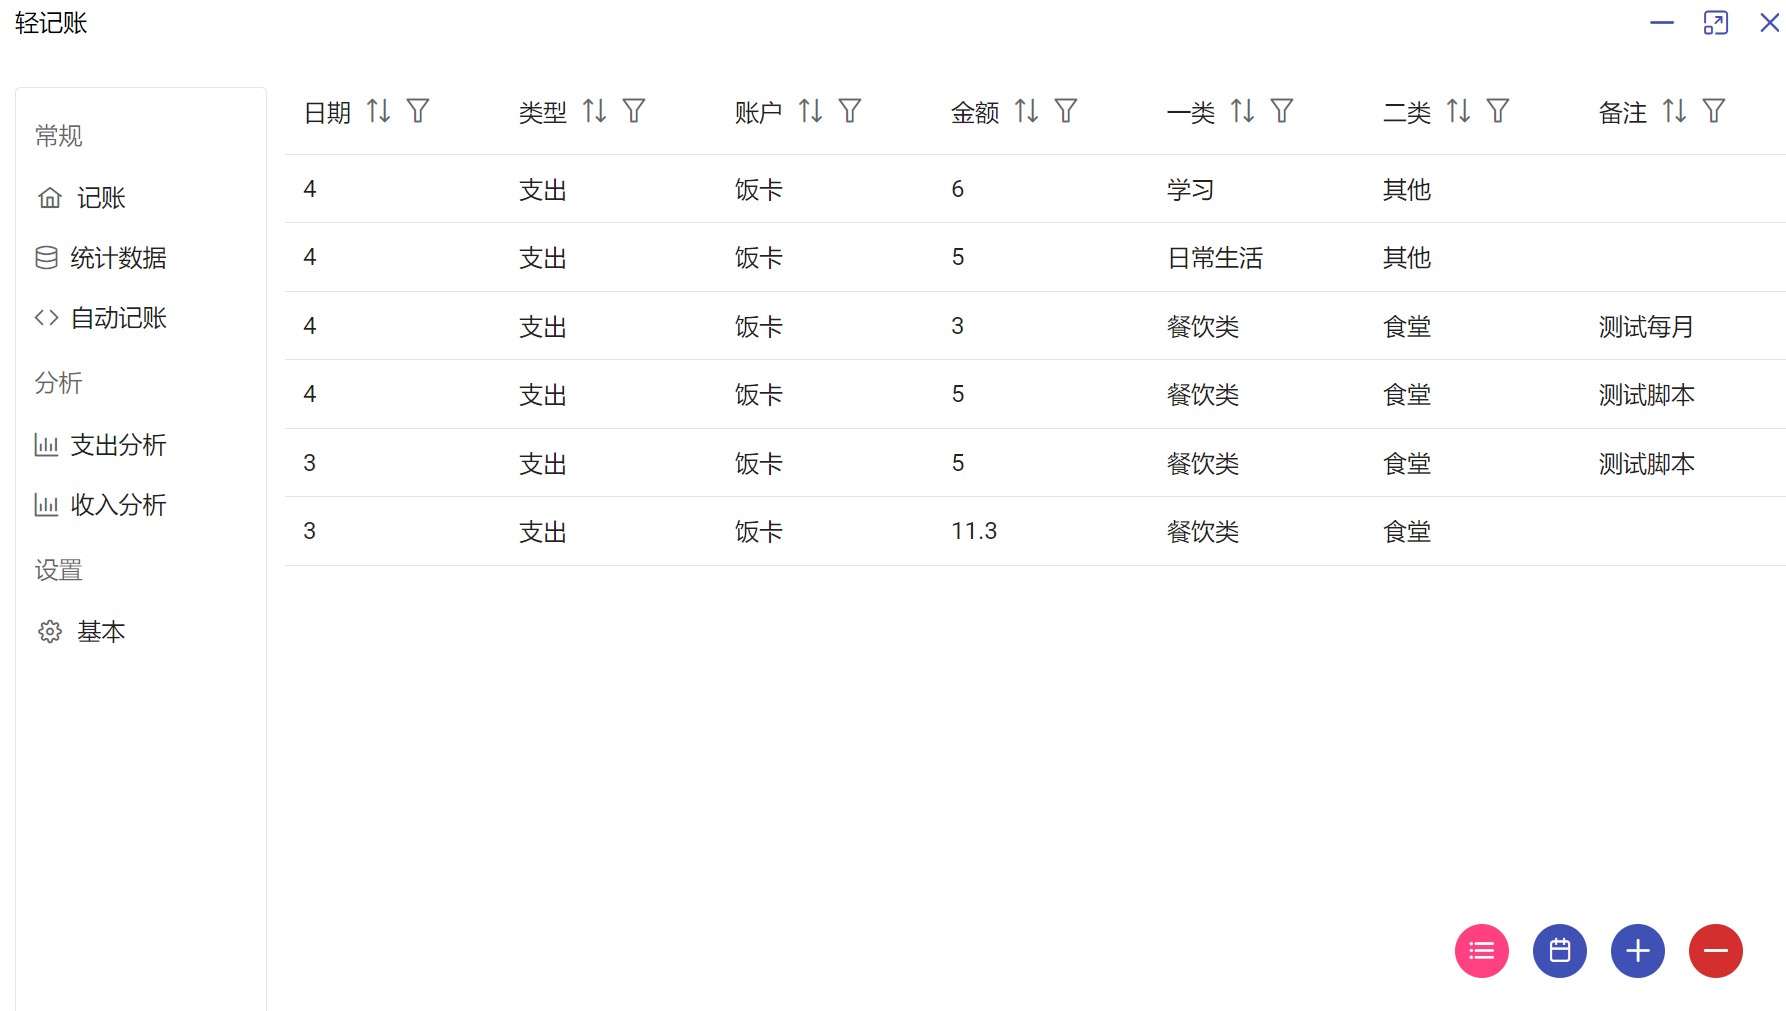 轻记账
常规
记账
统计数据
自动记账
分析
支出分析
收入分析
设置
基本
日期 类型 账户 金额 一类 二类 备注
4 支出 饭卡 6 学习 其他
4 支出 饭卡 5 日常生活 其他
4 支出 饭卡 3 餐饮类 食堂 测试每月
4 支出 饭卡 5 餐饮类 食堂 测试脚本
3 支出 饭卡 5 餐饮类 食堂 测试脚本
3 支出 饭卡 11.3 餐饮类 食堂